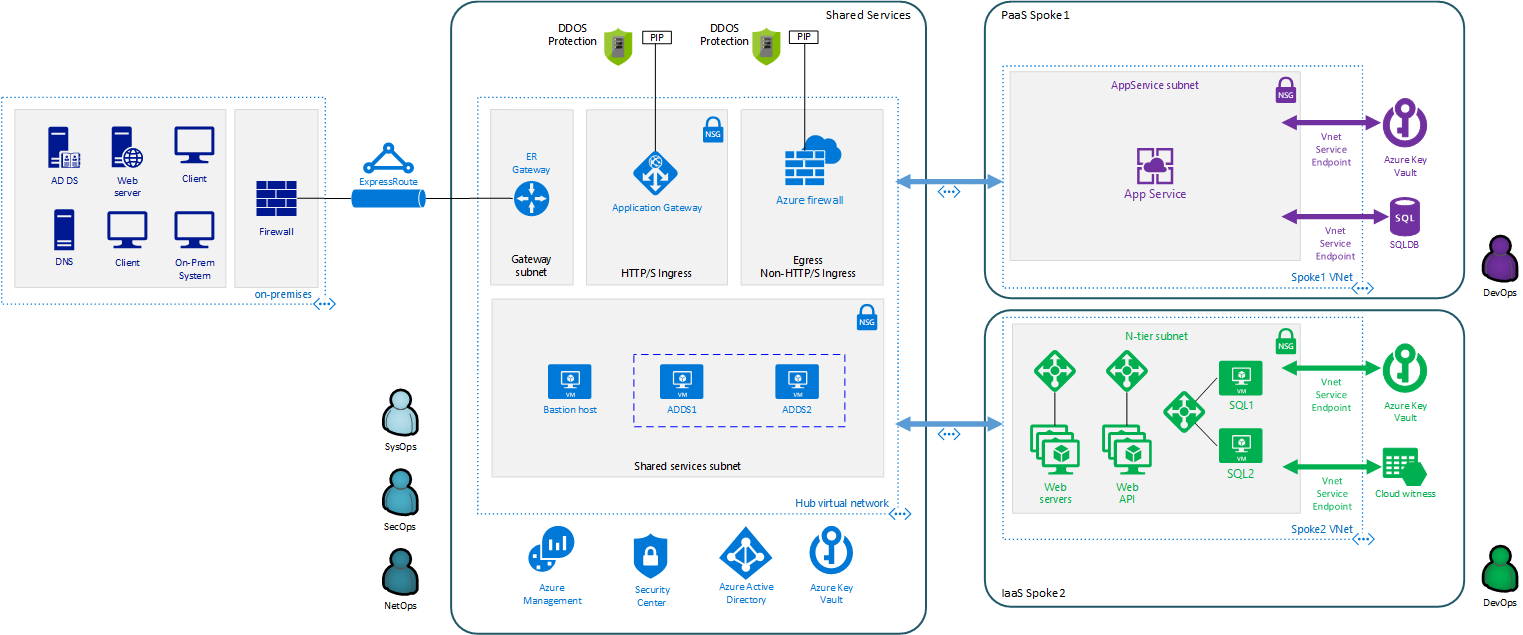 Shared Services
DDOS
Protection
PIP
DDOS
Protection
PIP
AD DS
Web
server
Client
DNS
Client
On-Prem
System
Firewall
on-premises
ExpressRoute
ER
Gateway
Gateway
subnet
NSG
Application Gateway
HTTP/S Ingress
Azure firewall
Egress
Non-HTTP/S Ingress
NSG
VM
Bastion host
VM
ADDS1
VM
ADDS2
Shared services subnet
Hub virtual network
Azure
Management
Security
Center
Azure Active
Directory
Azure Key
Vault
SysOps
SecOps
NetOps
PaaS Spoke1
AppService subnet
NSG
App Service
Vnet
Service
Endpoint
Azure Key
Vault
Vnet
Service
Endpoint
SQL
SQLDB
Spoke1 VNet
DevOps
N-tier subnet
NSG
Web
servers
Web
API
VM
SQL1
VM
SQL2
Vnet
Service
Endpoint
Azure Key
Vault
Vnet
Service
Endpoint
Cloud witness
Spoke2 VNet
IaaS Spoke2
DevOps